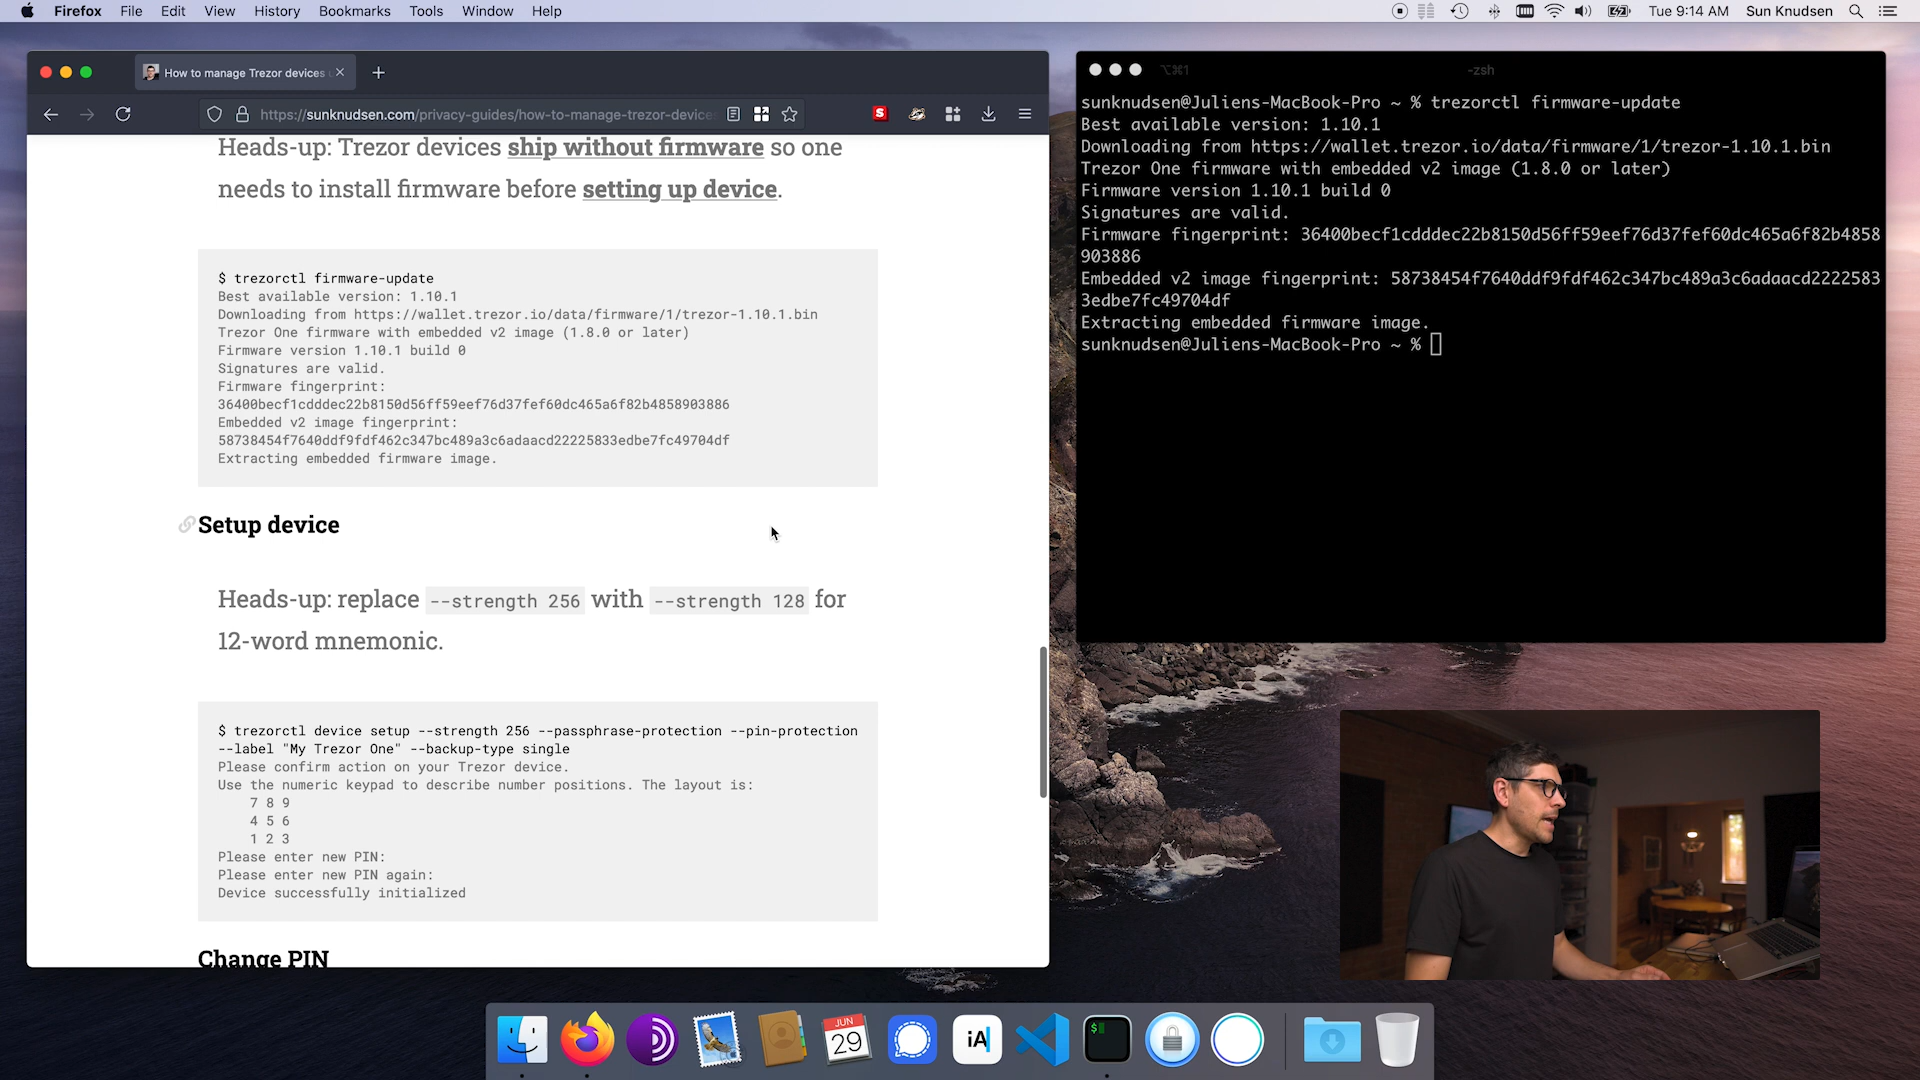 Firefox File Edit View History Bookmarks Tools Window Help
Tue 9:14 AM Sun Knudsen
How to manage Trezor devices
https://sunknudsen.com/privacy-guides/how-to-manage-trezor-device
S
Heads-up: Trezor devices ship without firmware so one
needs to install firmware before setting up device.
$ trezorctl firmware-update
Best available version: 1.10.1
Downloading from https://wallet.trezor.io/data/firmware/1/trezor-1.10.1.bin
Trezor One firmware with embedded v2 image (1.8.0 or later)
Firmware version 1.10.1 build 0
Signatures are valid.
Firmware fingerprint:
36400becf1cdddec22b8150d56ff59eef76d37fef60dc465a6f82b4858903886
Embedded v2 image fingerprint:
58738454f7640ddf9fdf462c347bc489a3c6adaacd22225833edbe7fc49704df
Extracting embedded firmware image.
Setup device
Heads-up: replace --strength 256 with --strength 128 for
12-word mnemonic.
$ trezorctl device setup --strength 256 --passphrase-protection --pin-protection
--label "My Trezor One" --backup-type single
Please confirm action on your Trezor device.
Use the numeric keypad to describe number positions. The layout is:
7 8 9
4 5 6
1 2 3
Please enter new PIN:
Please enter new PIN again:
Device successfully initialized
Change PIN
⌥⌘1 -zsh
sunknudsen@Juliens-MacBook-Pro ~ % trezorctl firmware-update
Best available version: 1.10.1
Downloading from https://wallet.trezor.io/data/firmware/1/trezor-1.10.1.bin
Trezor One firmware with embedded v2 image (1.8.0 or later)
Firmware version 1.10.1 build 0
Signatures are valid.
Firmware fingerprint: 36400becf1cdddec22b8150d56ff59eef76d37fef60dc465a6f82b4858
903886
Embedded v2 image fingerprint: 58738454f7640ddf9fdf462c347bc489a3c6adaacd2222583
3edbe7fc49704df
Extracting embedded firmware image.
sunknudsen@Juliens-MacBook-Pro ~ %
JUN
29
iA
$